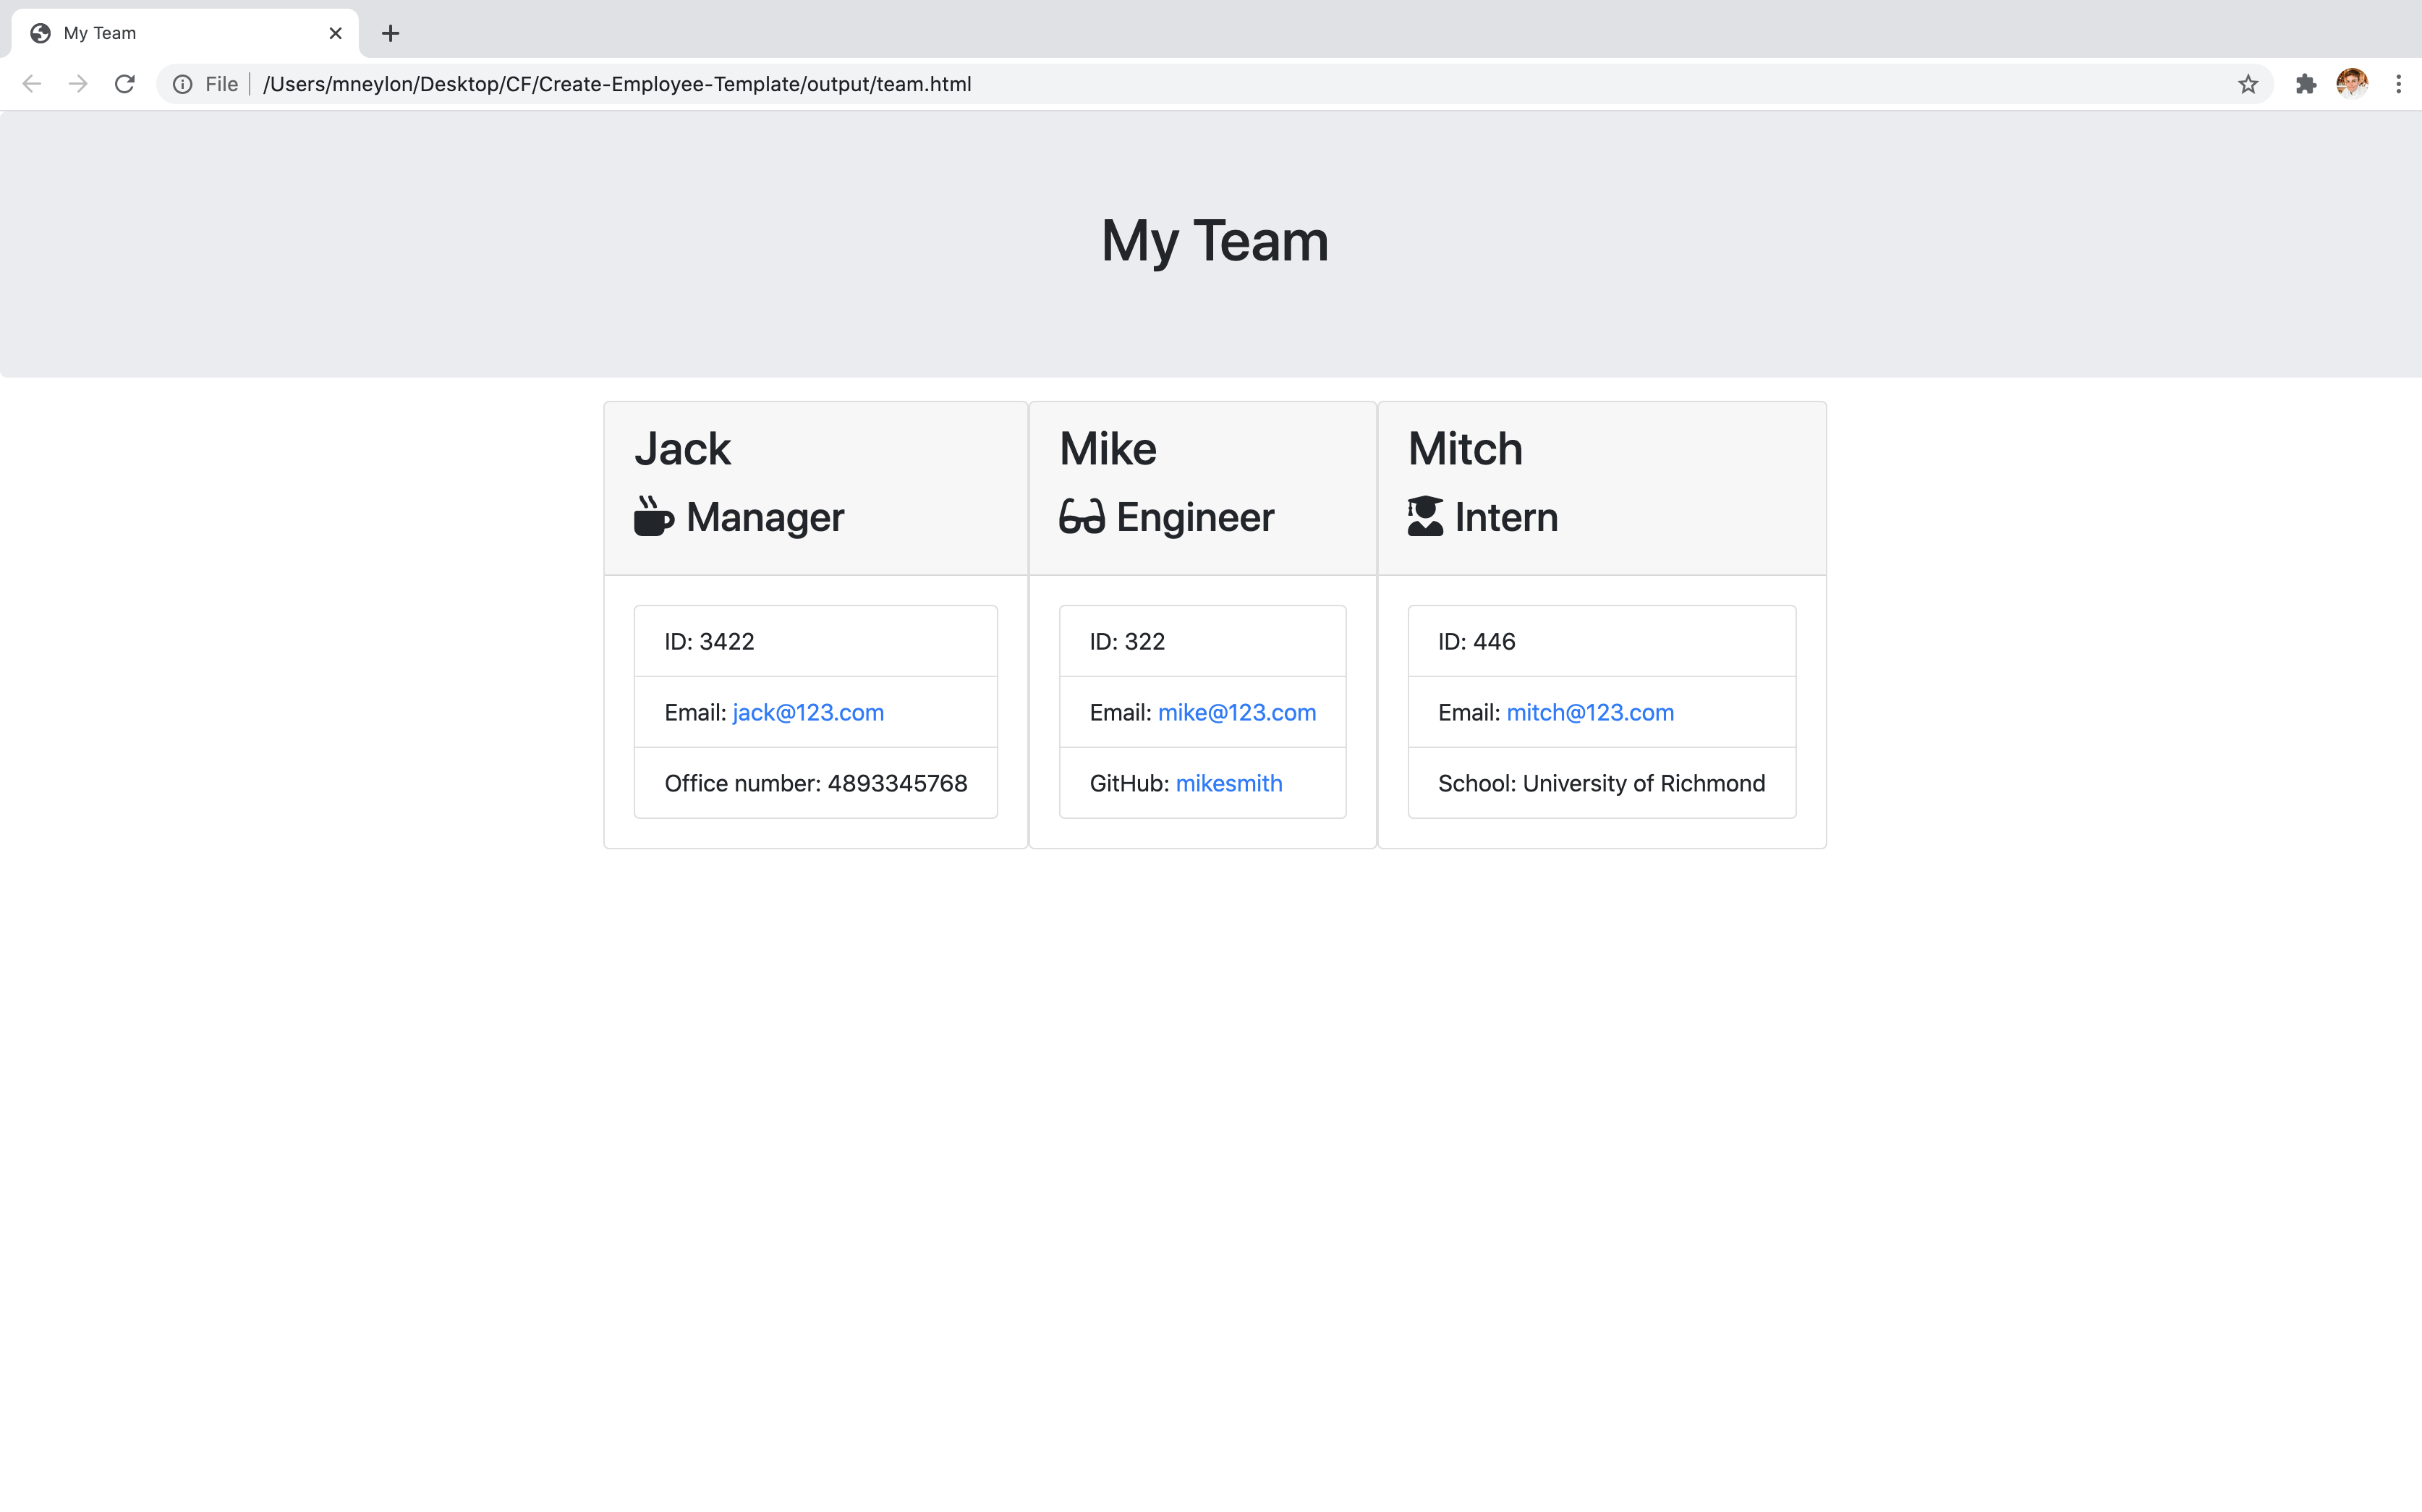 My Team
File /Users/mneylon/Desktop/CF/Create-Employee-Template/output/team.html
My Team
Jack
Manager
ID: 3422
Email: jack@123.com
Office number: 4893345768
Mike
Engineer
ID: 322
Email: mike@123.com
GitHub: mikesmith
Mitch
Intern
ID: 446
Email: mitch@123.com
School: University of Richmond